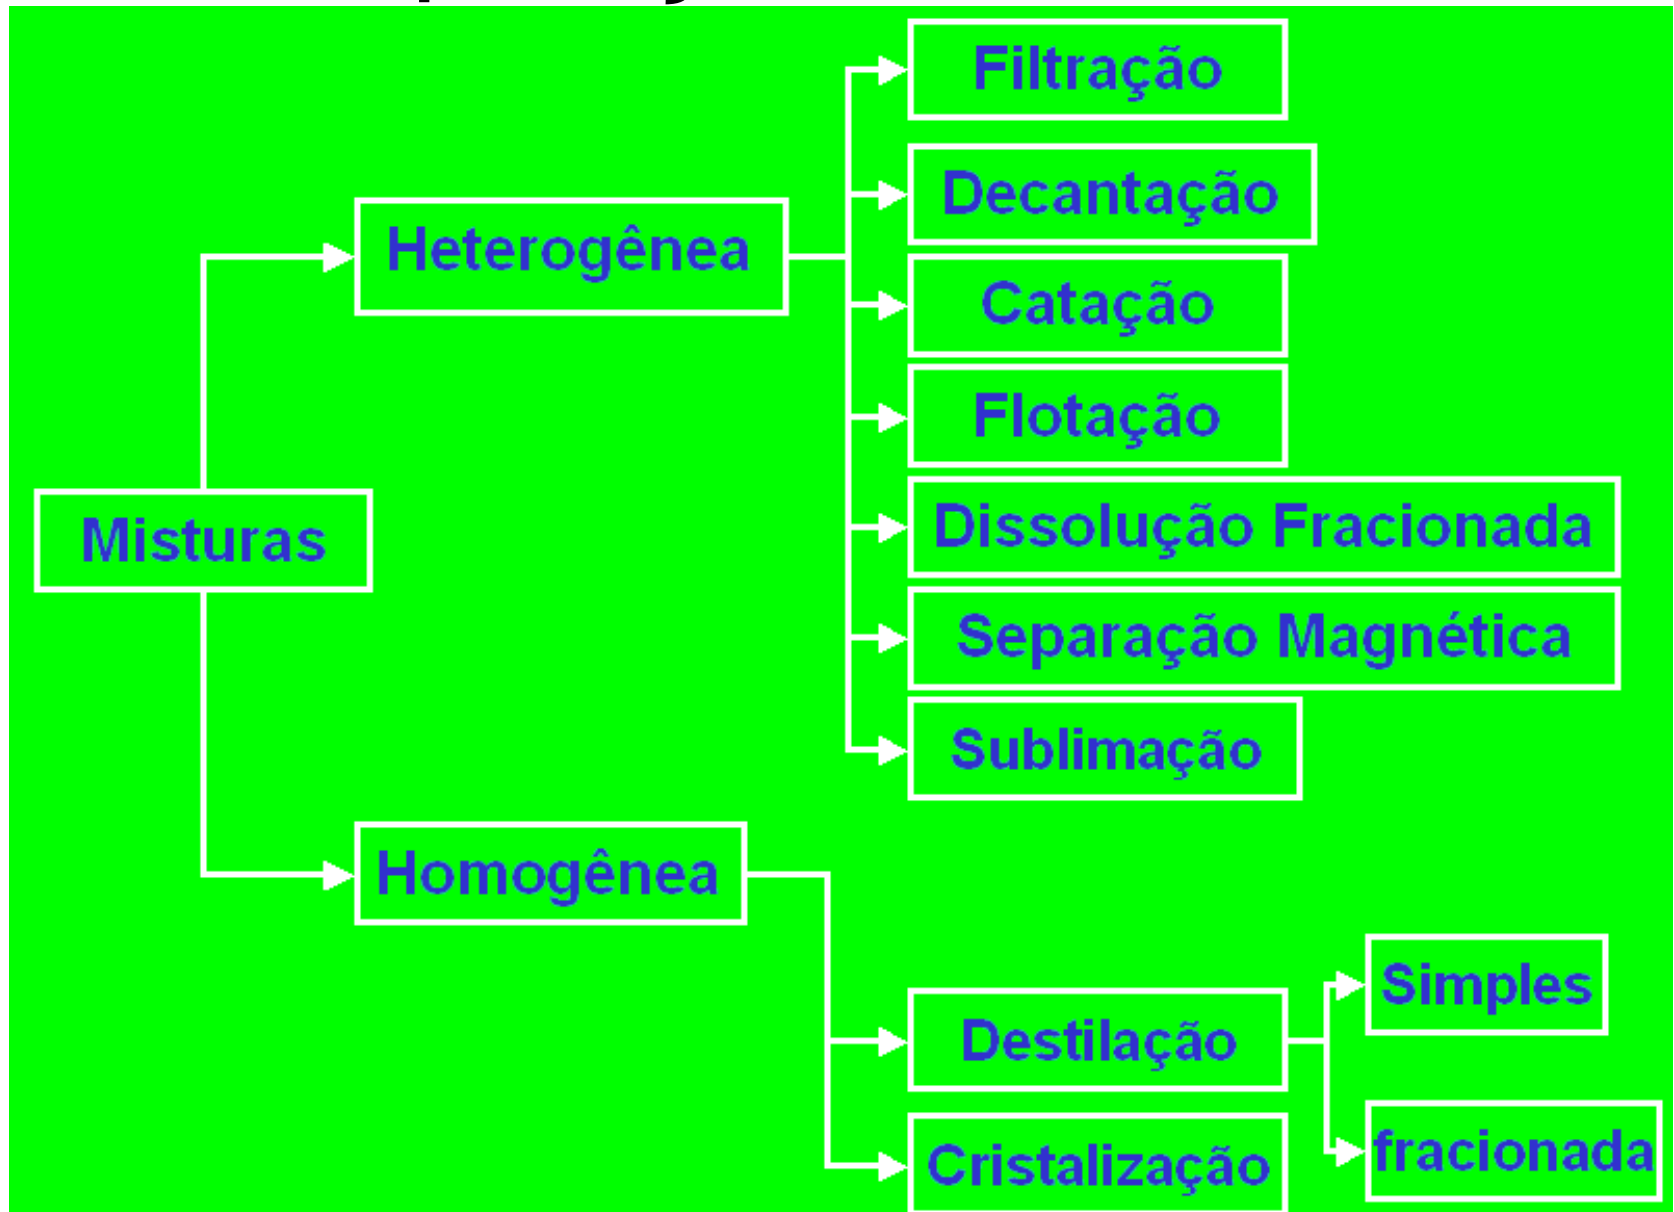 Filtração
Decantação
Heterogênea
Catação
Flotação
Misturas
Dissolução Fracionada
Separação Magnética
Sublimação
Homogênea
Simples
Destilação
fracionada
Cristalização